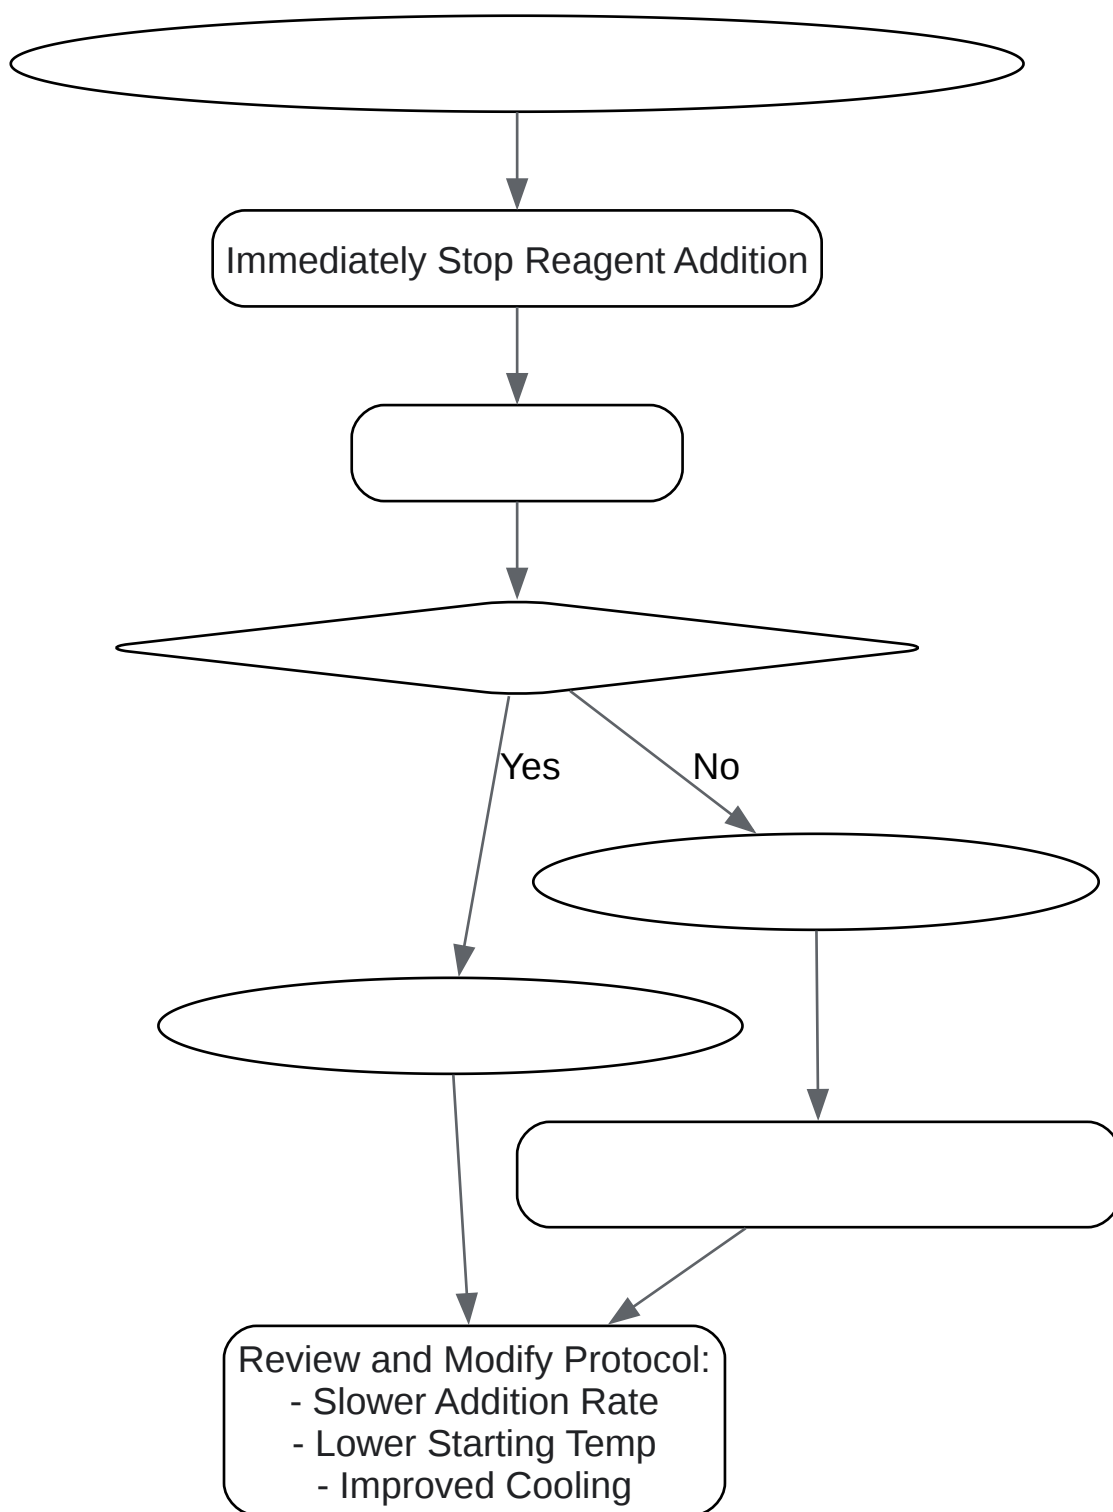 Immediately Stop Reagent Addition
Yes
No
Review and Modify Protocol:
- Slower Addition Rate
- Lower Starting Temp
- Improved Cooling